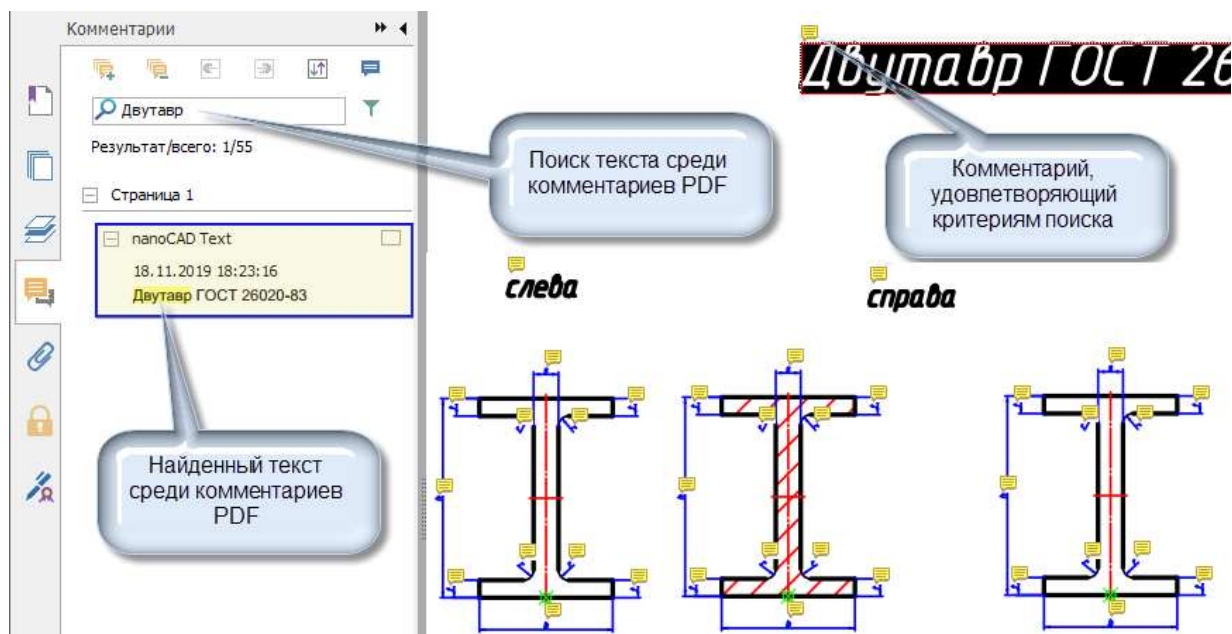 Комментарии
Двутавр
Результат/всего: 1/55
Страница 1
nanoCAD Text
18.11.2019 18:23:16
Двутавр ГОСТ 26020-83
Найденный текст
среди комментариев
PDF
Поиск текста среди
комментариев PDF
Двутавр ГОСТ 26
Комментарий,
удовлетворяющий
критериям поиска
слева
справа